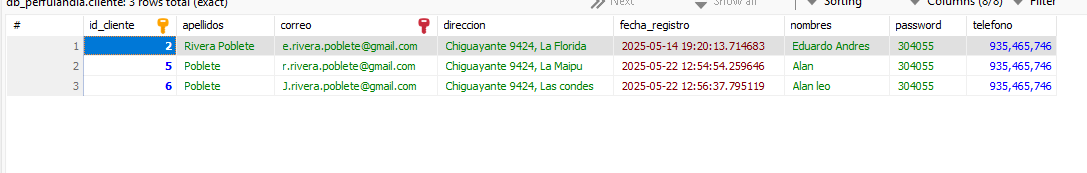 db_perfulandia.cliente: 3 rows total (exact) Next Show all Sorting Columns (8/8) Filter
# id_cliente apellidos correo direccion fecha_registro nombres password telefono
1 2 Rivera Poblete e.rivera.poblete@gmail.com Chiguayante 9424, La Florida 2025-05-14 19:20:13.714683 Eduardo Andres 304055 935,465,746
2 5 Poblete r.rivera.poblete@gmail.com Chiguayante 9424, La Maipu 2025-05-22 12:54:54.259646 Alan 304055 935,465,746
3 6 Poblete J.rivera.poblete@gmail.com Chiguayante 9424, Las condes 2025-05-22 12:56:37.795119 Alan leo 304055 935,465,746